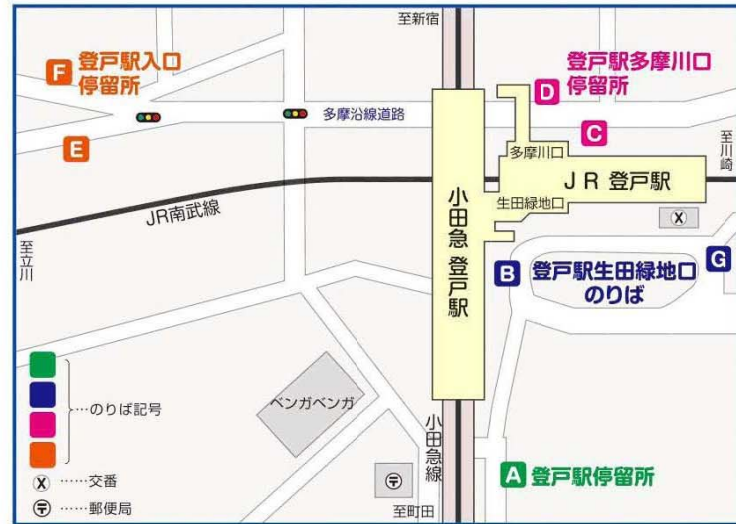 至新宿
F 登戸駅入口
停留所
登戸駅多摩川口
停留所
D
多摩沿線道路
C
E
多摩川口
至川崎
JR 登戸駅
JR南武線
生田緑地口
小田急 登戸駅
至立川
B 登戸駅生田緑地口
のりば
G
ベンガベンガ
……のりば記号
小田急線
A 登戸駅停留所
……交番
……郵便局
至町田